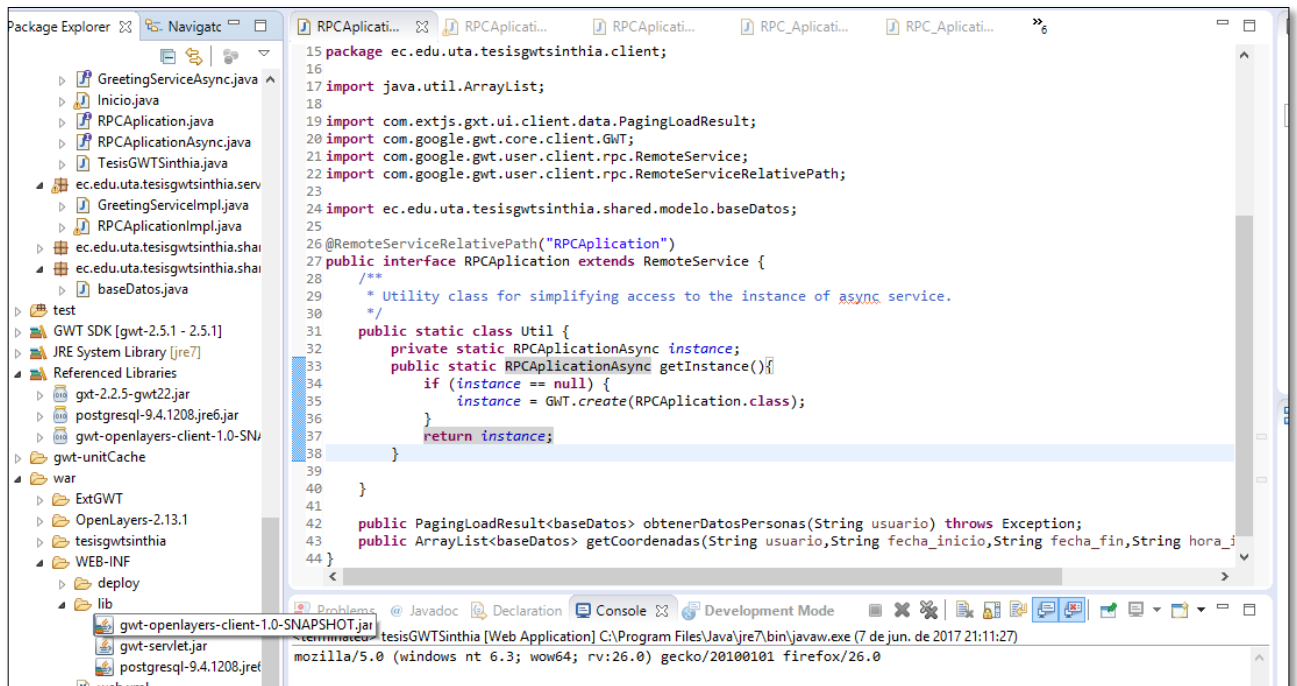 Package Explorer
Navigatc
GreetingServiceAsync.java
Inicio.java
RPCAplication.java
RPCAplicationAsync.java
TesisGWTSinthia.java
ec.edu.uta.tesisgwtsinthia.serv
GreetingServiceImpl.java
RPCAplicationImpl.java
ec.edu.uta.tesisgwtsinthia.shar
ec.edu.uta.tesisgwtsinthia.shar
baseDatos.java
test
GWT SDK [gwt-2.5.1 - 2.5.1]
JRE System Library [jre7]
Referenced Libraries
gxt-2.2.5-gwt22.jar
postgresql-9.4.1208.jre6.jar
gwt-openlayers-client-1.0-SNA
gwt-unitCache
war
ExtGWT
OpenLayers-2.13.1
tesisgwtsinthia
WEB-INF
deploy
lib
gwt-openlayers-client-1.0-SNAPSHOT.jar
gwt-servlet.jar
postgresql-9.4.1208.jre6
RPCAplicati...
RPCAplicati...
RPCAplicati...
RPC_Aplicati...
RPC_Aplicati...
»6
15 package ec.edu.uta.tesisgwtsinthia.client;
16
17 import java.util.ArrayList;
18
19 import com.extjs.gxt.ui.client.data.PagingLoadResult;
20 import com.google.gwt.core.client.GWT;
21 import com.google.gwt.user.client.rpc.RemoteService;
22 import com.google.gwt.user.client.rpc.RemoteServiceRelativePath;
23
24 import ec.edu.uta.tesisgwtsinthia.shared.modelo.baseDatos;
25
26 @RemoteServiceRelativePath("RPCAplication")
27 public interface RPCAplication extends RemoteService {
28 /**
29 * Utility class for simplifying access to the instance of async service.
30 */
31 public static class Util {
32 private static RPCAplicationAsync instance;
33 public static RPCAplicationAsync getInstance(){
34 if (instance == null) {
35 instance = GWT.create(RPCAplication.class);
36 }
37 return instance;
38 }
39
40 }
41
42 public PagingLoadResult<baseDatos> obtenerDatosPersonas(String usuario) throws Exception;
43 public ArrayList<baseDatos> getCoordenadas(String usuario,String fecha_inicio,String fecha_fin,String hora_i
44 }
Problems
@ Javadoc
Declaration
Console
Development Mode
<terminated> tesisGWTSinthia [Web Application] C:\Program Files\Java\jre7\bin\javaw.exe (7 de jun. de 2017 21:11:27)
mozilla/5.0 (windows nt 6.3; wow64; rv:26.0) gecko/20100101 firefox/26.0